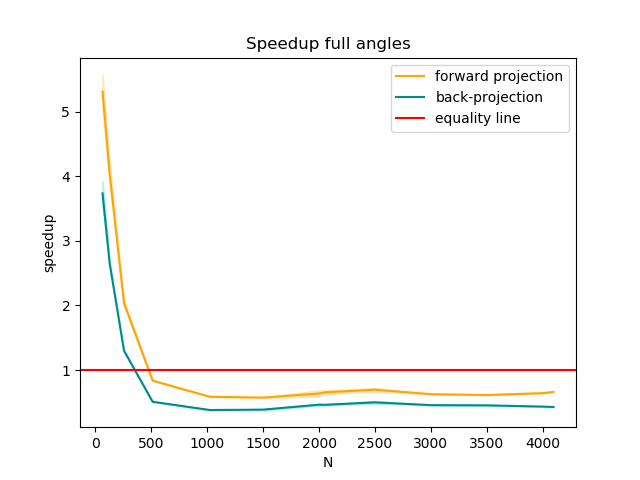 Speedup full angles
forward projection
back-projection
equality line
speedup
5
4
3
2
1
0 500 1000 1500 2000 2500 3000 3500 4000
N